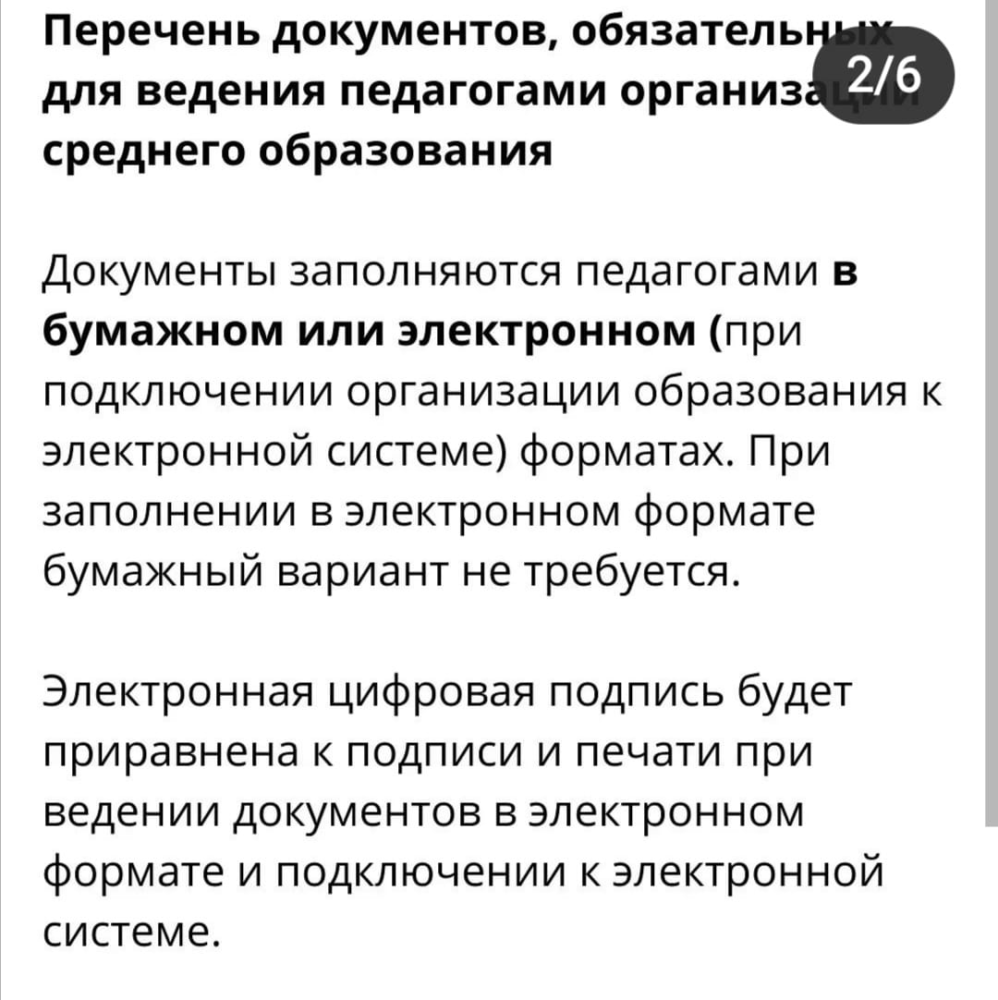 Перечень документов, обязательных
2/6
для ведения педагогами организаций
среднего образования
Документы заполняются педагогами в
бумажном или электронном (при
подключении организации образования к
электронной системе) форматах. При
заполнении в электронном формате
бумажный вариант не требуется.
Электронная цифровая подпись будет
приравнена к подписи и печати при
ведении документов в электронном
формате и подключении к электронной
системе.